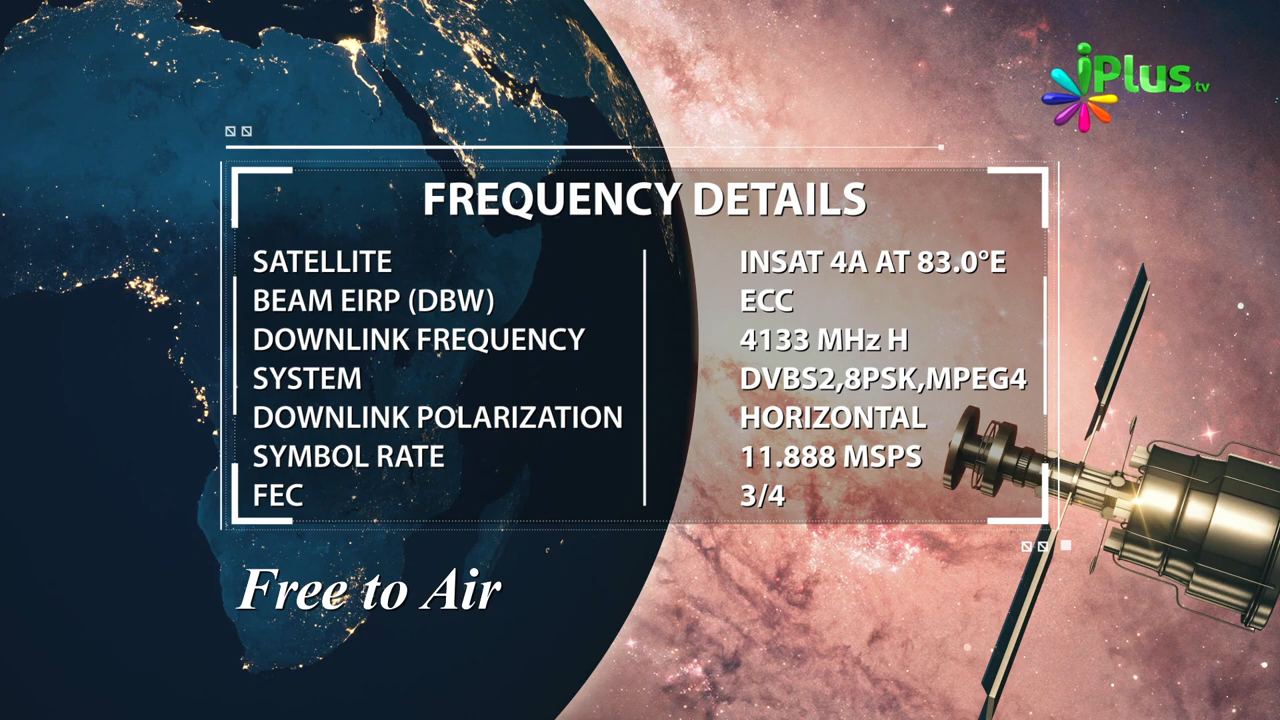 iPlus tv
FREQUENCY DETAILS
SATELLITE INSAT 4A AT 83.0°E
BEAM EIRP (DBW) ECC
DOWNLINK FREQUENCY 4133 MHz H
SYSTEM DVBS2,8PSK,MPEG4
DOWNLINK POLARIZATION HORIZONTAL
SYMBOL RATE 11.888 MSPS
FEC 3/4
Free to Air